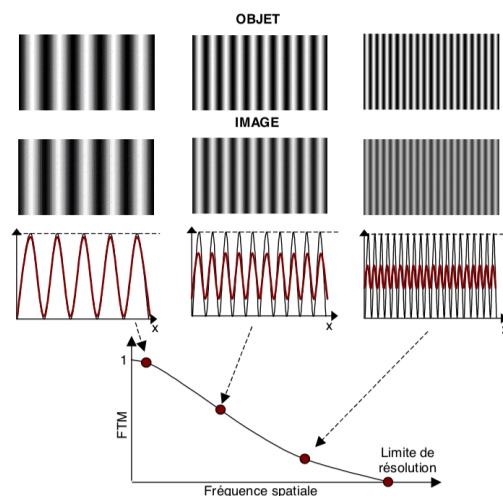 OBJET
IMAGE
x
x
1
FTM
Limite de
résolution
Fréquence spatiale